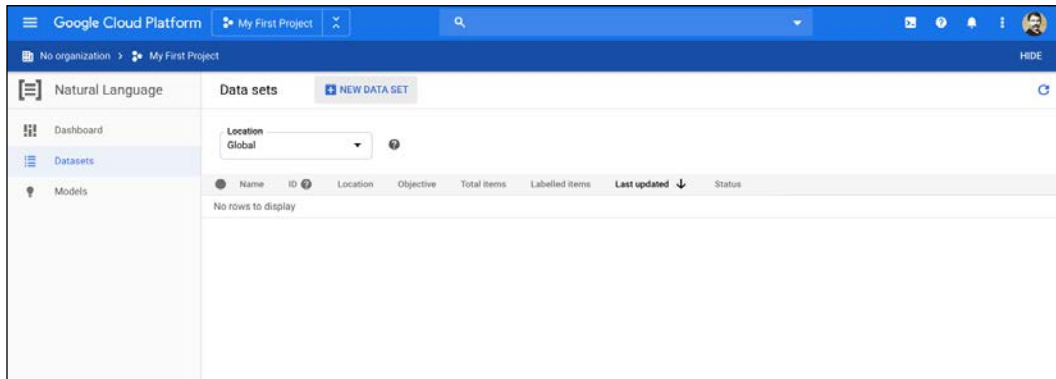 Google Cloud Platform My First Project
No organization > My First Project HIDE
Natural Language Data sets NEW DATA SET
Dashboard
Location
Global
Datasets
Models
Name ID Location Objective Total items Labelled items Last updated Status
No rows to display